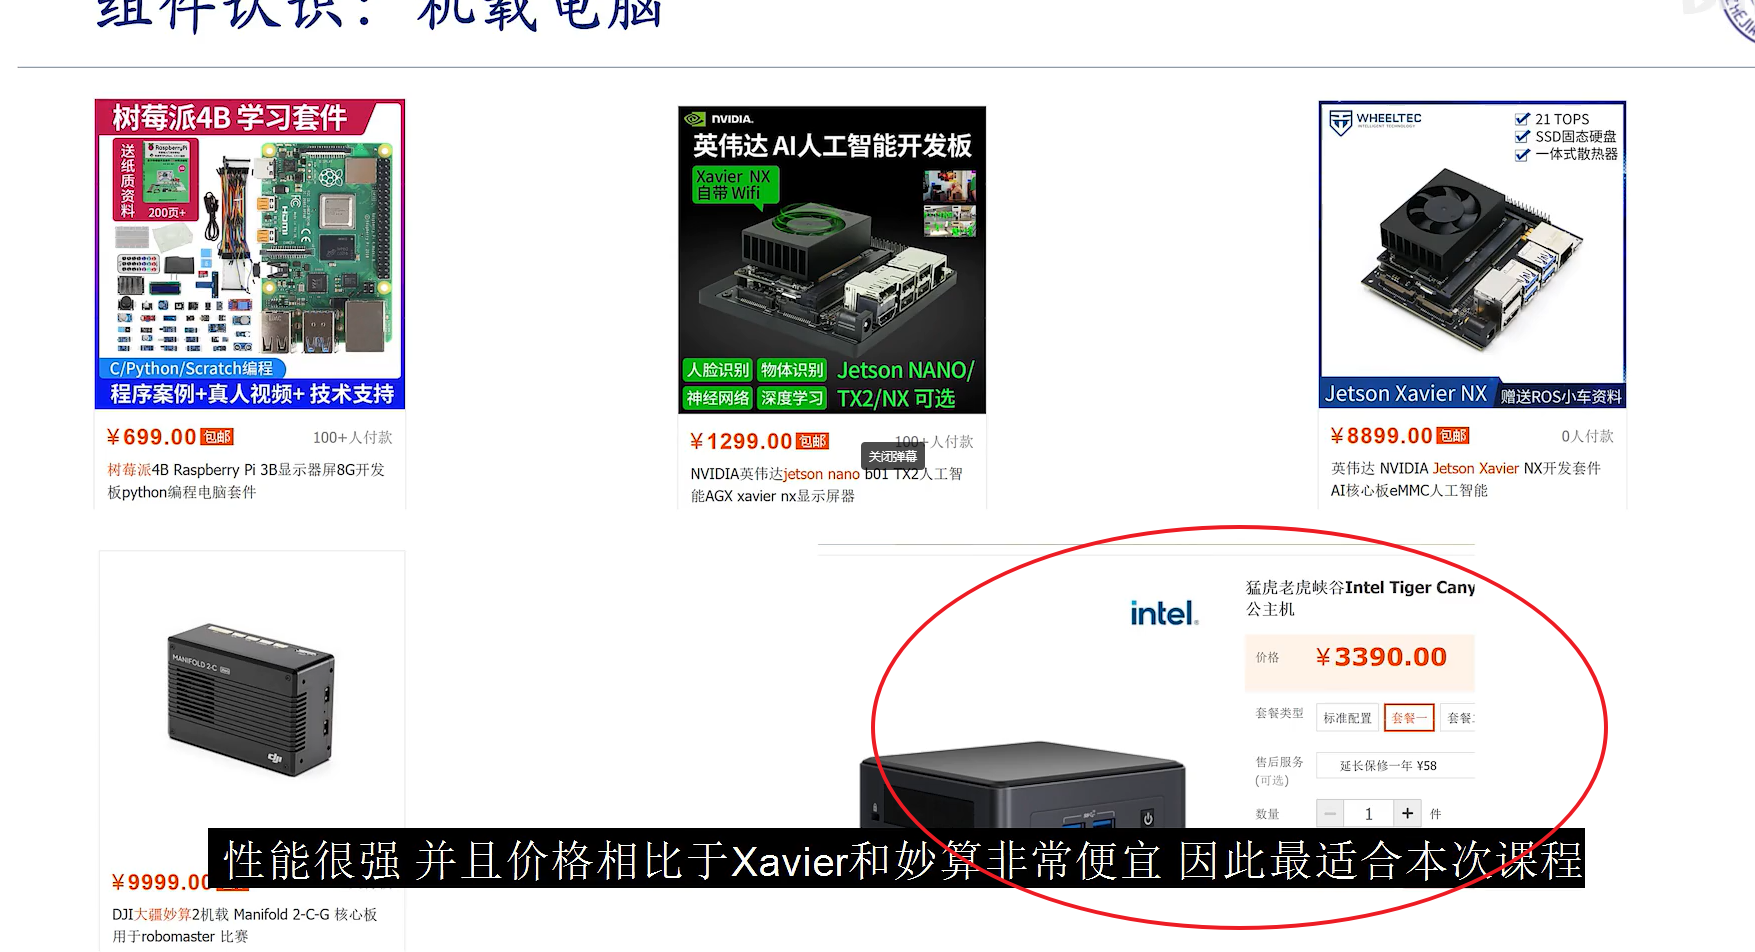 组件认识：机载电脑
树莓派4B 学习套件
送纸质资料
RaspberryPi
200页+
HDMI
C/Python/Scratch编程
程序案例+真人视频+ 技术支持
¥699.00 包邮
100+人付款
树莓派4B Raspberry Pi 3B显示器屏8G开发
板python编程电脑套件
NVIDIA.
英伟达 AI人工智能开发板
Xavier NX
自带 Wifi
人脸识别 物体识别 Jetson NANO/
神经网络 深度学习 TX2/NX 可选
¥1299.00 包邮
100+人付款
关闭弹幕
NVIDIA英伟达jetson nano b01 TX2人工智
能AGX xavier nx显示屏器
WHEELTEC
INTELLIGENT TECHNOLOGY
21 TOPS
SSD固态硬盘
一体式散热器
Jetson Xavier NX 赠送ROS小车资料
¥8899.00 包邮
0人付款
英伟达 NVIDIA Jetson Xavier NX开发套件
AI核心板eMMC人工智能
MANIFOLD 2-C
dji
¥9999.00
DJI大疆妙算2机载 Manifold 2-C-G 核心板
用于robomaster 比赛
intel.
猛虎老虎峡谷Intel Tiger Cany
公主机
价格 ¥3390.00
套餐类型 标准配置 套餐一 套餐
售后服务 延长保修一年 ¥58
(可选)
数量 − 1 + 件
性能很强 并且价格相比于Xavier和妙算非常便宜 因此最适合本次课程